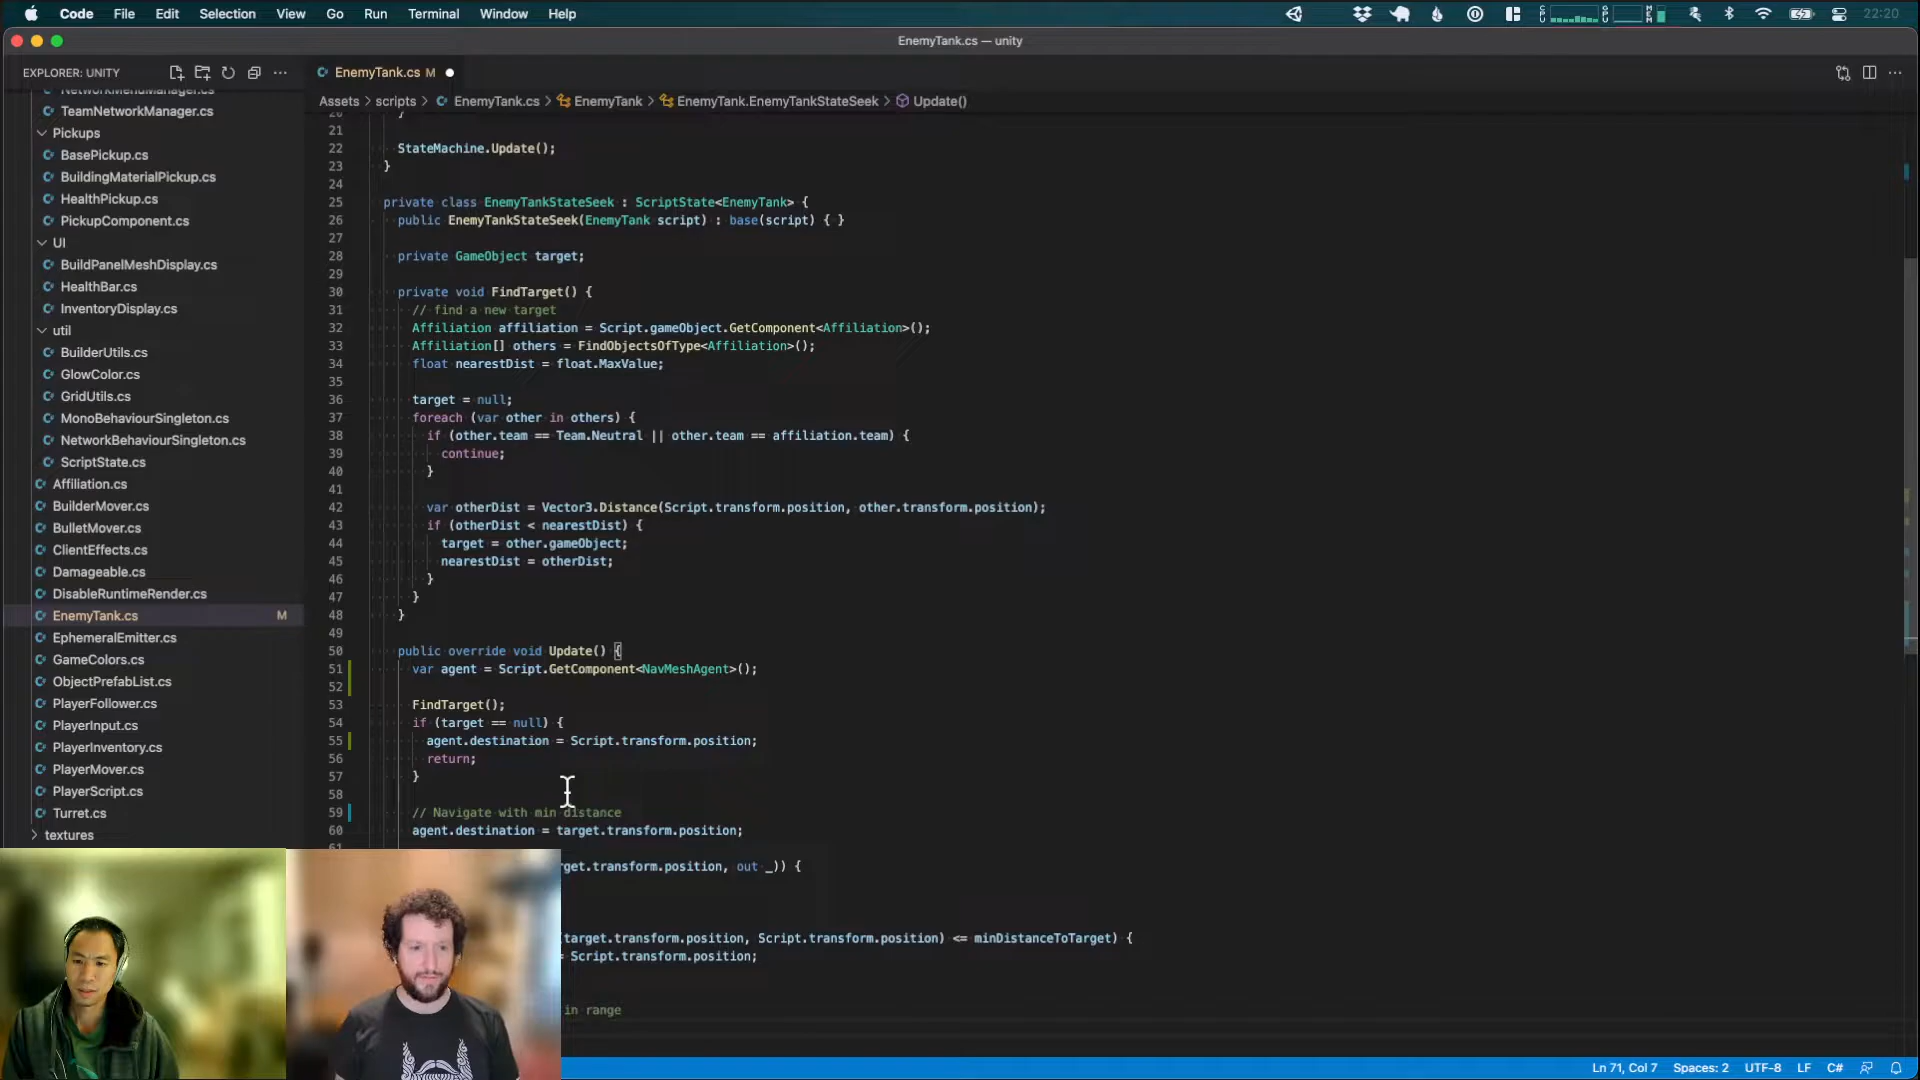 Code File Edit Selection View Go Run Terminal Window Help 22:20
EnemyTank.cs — unity
EXPLORER: UNITY
EnemyTank.cs M
Assets > scripts > EnemyTank.cs > EnemyTank > EnemyTank.EnemyTankStateSeek > Update()
NetworkMenuManager.cs
TeamNetworkManager.cs
Pickups
BasePickup.cs
BuildingMaterialPickup.cs
HealthPickup.cs
PickupComponent.cs
UI
BuildPanelMeshDisplay.cs
HealthBar.cs
InventoryDisplay.cs
util
BuilderUtils.cs
GlowColor.cs
GridUtils.cs
MonoBehaviourSingleton.cs
NetworkBehaviourSingleton.cs
ScriptState.cs
Affiliation.cs
BuilderMover.cs
BulletMover.cs
ClientEffects.cs
Damageable.cs
DisableRuntimeRender.cs
EnemyTank.cs M
EphemeralEmitter.cs
GameColors.cs
ObjectPrefabList.cs
PlayerFollower.cs
PlayerInput.cs
PlayerInventory.cs
PlayerMover.cs
PlayerScript.cs
Turret.cs
textures
20 }
21
22 StateMachine.Update();
23 }
24
25 private class EnemyTankStateSeek : ScriptState<EnemyTank> {
26 public EnemyTankStateSeek(EnemyTank script) : base(script) { }
27
28 private GameObject target;
29
30 private void FindTarget() {
31 // find a new target
32 Affiliation affiliation = Script.gameObject.GetComponent<Affiliation>();
33 Affiliation[] others = FindObjectsOfType<Affiliation>();
34 float nearestDist = float.MaxValue;
35
36 target = null;
37 foreach (var other in others) {
38 if (other.team == Team.Neutral || other.team == affiliation.team) {
39 continue;
40 }
41
42 var otherDist = Vector3.Distance(Script.transform.position, other.transform.position);
43 if (otherDist < nearestDist) {
44 target = other.gameObject;
45 nearestDist = otherDist;
46 }
47 }
48 }
49
50 public override void Update() {
51 var agent = Script.GetComponent<NavMeshAgent>();
52
53 FindTarget();
54 if (target == null) {
55 agent.destination = Script.transform.position;
56 return;
57 }
58
59 // Navigate with min distance
60 agent.destination = target.transform.position;
61
rget.transform.position, out _)) {
(target.transform.position, Script.transform.position) <= minDistanceToTarget) {
= Script.transform.position;
in range
Ln 71, Col 7 Spaces: 2 UTF-8 LF C#